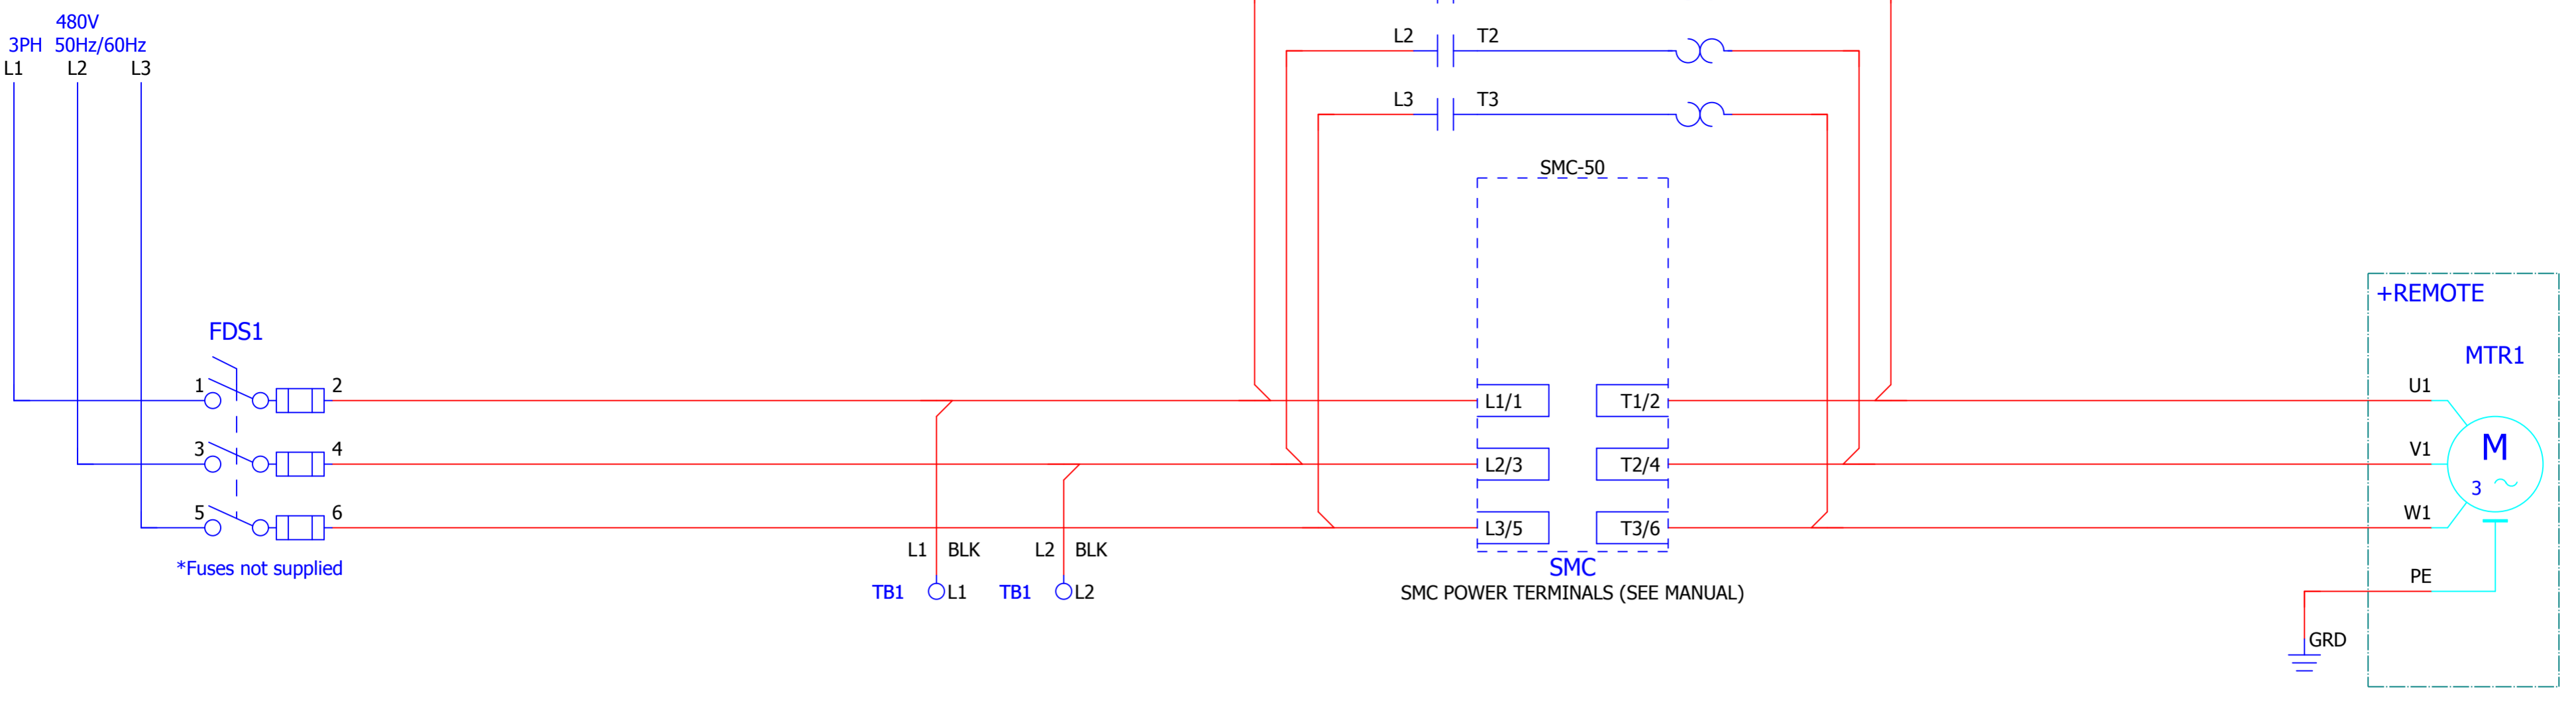 480V
3PH 50Hz/60Hz
L1 L2 L3
L2 T2
L3 T3
SMC-50
+REMOTE
FDS1
MTR1
1 2 L1/1 T1/2 U1
3 4 L2/3 T2/4 V1
M
3
5 6 L3/5 T3/6 W1
L1 BLK L2 BLK
*Fuses not supplied
SMC
PE
TB1 L1 TB1 L2
SMC POWER TERMINALS (SEE MANUAL)
GRD